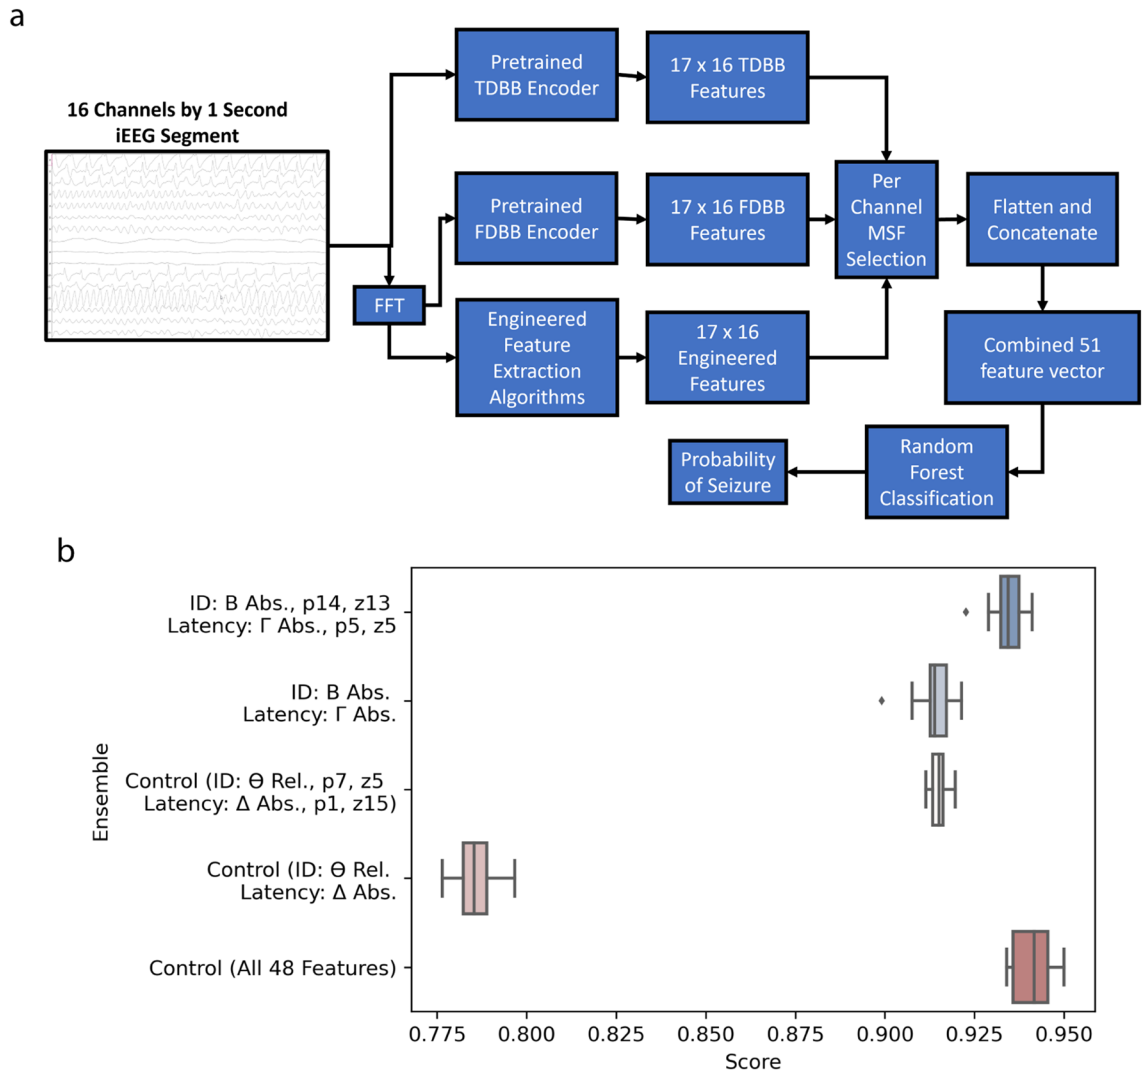 a
16 Channels by 1 Second
iEEG Segment
Pretrained
TDBB Encoder
17 x 16 TDBB
Features
Pretrained
FDBB Encoder
17 x 16 FDBB
Features
Per
Channel
MSF
Selection
Flatten and
Concatenate
FFT
Engineered
Feature
Extraction
Algorithms
17 x 16
Engineered
Features
Combined 51
feature vector
Random
Forest
Classification
Probability
of Seizure
b
Ensemble
ID: B Abs., p14, z13
Latency: Γ Abs., p5, z5
ID: B Abs.
Latency: Γ Abs.
Control (ID: ϴ Rel., p7, z5
Latency: Δ Abs., p1, z15)
Control (ID: ϴ Rel.
Latency: Δ Abs.
Control (All 48 Features)
0.775 0.800 0.825 0.850 0.875 0.900 0.925 0.950
Score